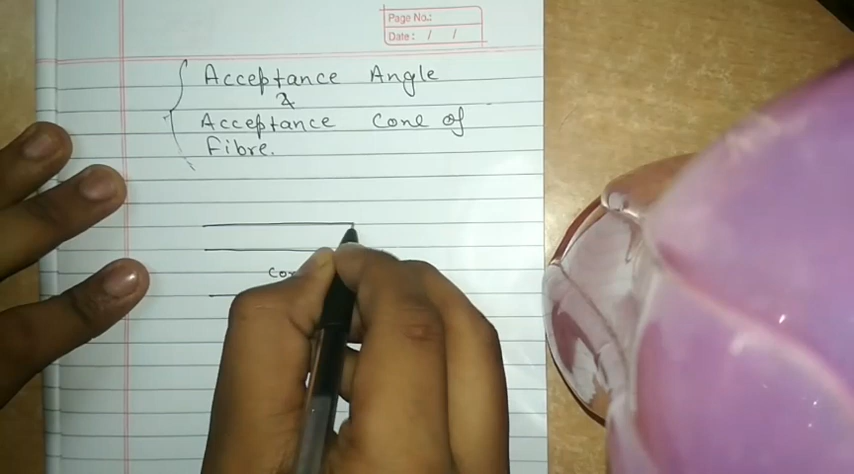 Page No.:
Date: / /
Acceptance Angle
&
Acceptance Cone of
Fibre.